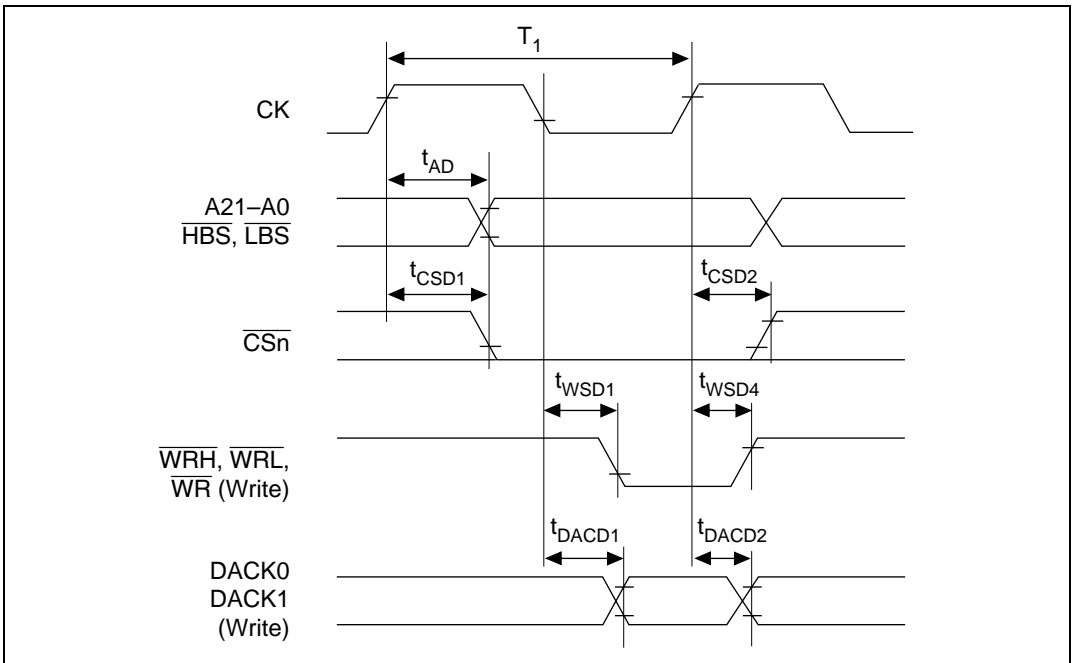 T1
CK
tAD
A21–A0
HBS, LBS
tCSD1
tCSD2
CSn
tWSD1
tWSD4
WRH, WRL,
WR (Write)
tDACD1
tDACD2
DACK0
DACK1
(Write)